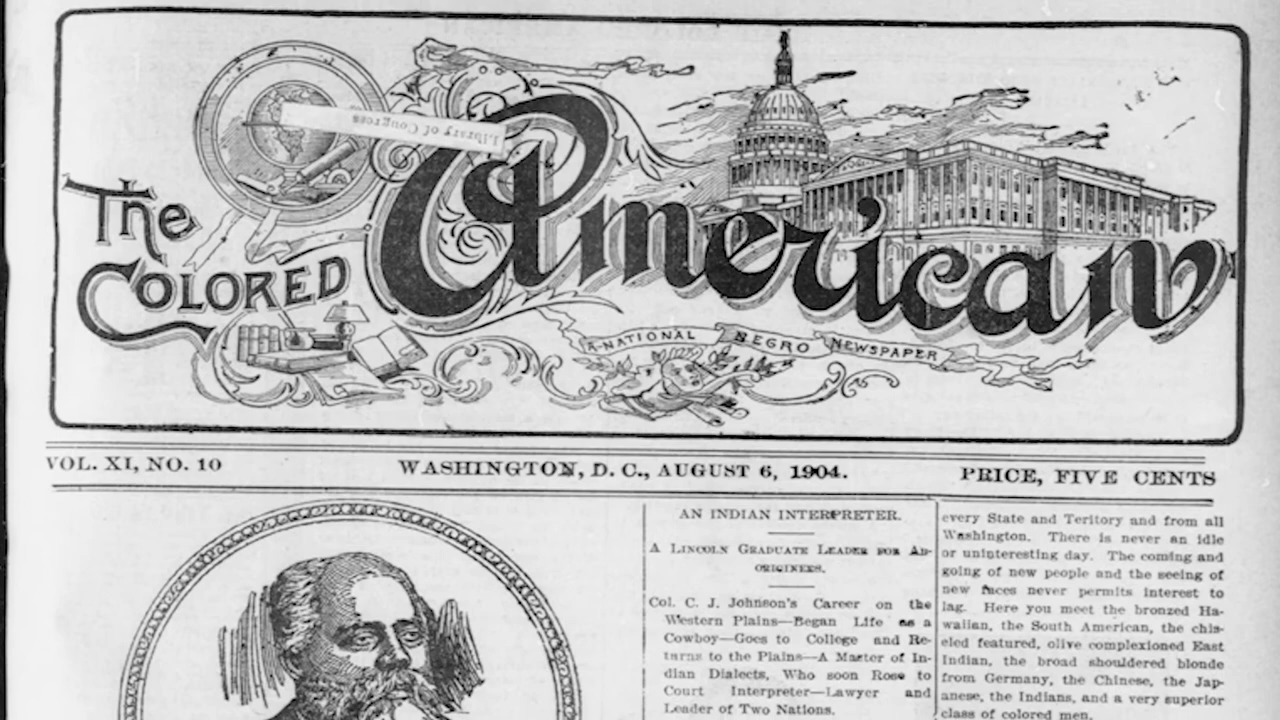 The
COLORED
American
Library of Congress
A NATIONAL NEGRO NEWSPAPER
VOL. XI, NO. 10
WASHINGTON, D. C., AUGUST 6, 1904.
PRICE, FIVE CENTS
AN INDIAN INTERPRETER.
A LINCOLN GRADUATE LEADER FOR AB-
ORIGINEES.
Col. C. J. Johnson's Career on the
Western Plains—Began Life as a
Cowboy—Goes to College and Re-
turns to the Plains—A Master of In-
dian Dialects, Who soon Rose to
Court Interpreter—Lawyer and
Leader of Two Nations.
every State and Teritory and from all
Washington. There is never an idle
or uninteresting day. The coming and
going of new people and the seeing of
new faces never permits interest to
lag. Here you meet the bronzed Ha-
waiian, the South American, the chis-
eled featured, olive complexioned East
Indian, the broad shouldered blonde
from Germany, the Chinese, the Jap-
anese, the Indians, and a very superior
class of colored men.